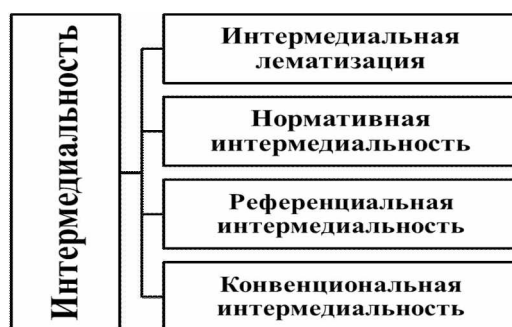 Интермедиальность
Интермедиальная
лематизация
Нормативная
интермедиальность
Референциальная
интермедиальность
Конвенциональная
интермедиальность